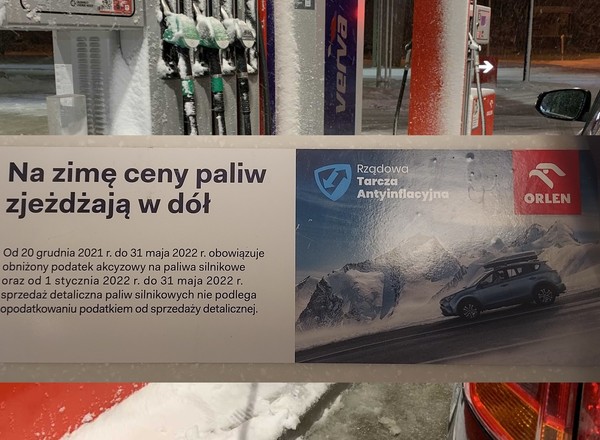 verva
Na zimę ceny paliw
zjeżdżają w dół
Od 20 grudnia 2021 r. do 31 maja 2022 r. obowiązuje
obniżony podatek akcyzowy na paliwa silnikowe
oraz od 1 stycznia 2022 r. do 31 maja 2022 r.
sprzedaż detaliczna paliw silnikowych nie podlega
opodatkowaniu podatkiem od sprzedaży detalicznej.
Rządowa
Tarcza
Antyinflacyjna
ORLEN